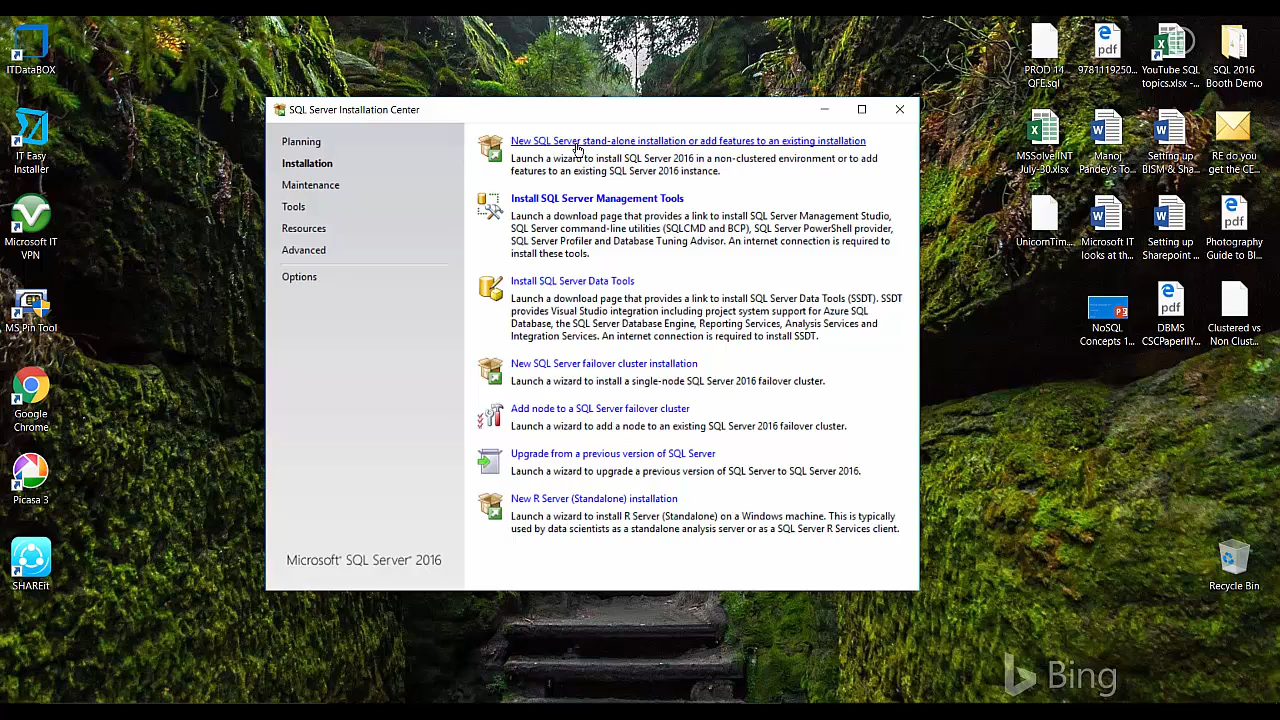 ITDataBOX
IT Easy
Installer
Microsoft IT
VPN
MS Pin Tool
Google
Chrome
Picasa 3
SHAREit
SQL Server Installation Center
Planning
Installation
Maintenance
Tools
Resources
Advanced
Options
Microsoft® SQL Server® 2016
New SQL Server stand-alone installation or add features to an existing installation
Launch a wizard to install SQL Server 2016 in a non-clustered environment or to add
features to an existing SQL Server 2016 instance.
Install SQL Server Management Tools
Launch a download page that provides a link to install SQL Server Management Studio,
SQL Server command-line utilities (SQLCMD and BCP), SQL Server PowerShell provider,
SQL Server Profiler and Database Tuning Advisor. An internet connection is required to
install these tools.
Install SQL Server Data Tools
Launch a download page that provides a link to install SQL Server Data Tools (SSDT). SSDT
provides Visual Studio integration including project system support for Azure SQL
Database, the SQL Server Database Engine, Reporting Services, Analysis Services and
Integration Services. An internet connection is required to install SSDT.
New SQL Server failover cluster installation
Launch a wizard to install a single-node SQL Server 2016 failover cluster.
Add node to a SQL Server failover cluster
Launch a wizard to add a node to an existing SQL Server 2016 failover cluster.
Upgrade from a previous version of SQL Server
Launch a wizard to upgrade a previous version of SQL Server to SQL Server 2016.
New R Server (Standalone) installation
Launch a wizard to install R Server (Standalone) on a Windows machine. This is typically
used by data scientists as a standalone analysis server or as a SQL Server R Services client.
PROD 14
QFE.sql
pdf
9781119250...
YouTube SQL
topics.xlsx -...
SQL 2016
Booth Demo
MSSolve INT
July-30.xlsx
Manoj
Pandey's To...
Setting up
BISM & Sha...
RE do you
get the CE...
UnicornTim...
Microsoft IT
looks at th...
Setting up
Sharepoint ...
pdf
Photography
Guide to Bl...
NoSQL
Concepts 1...
pdf
DBMS
CSCPaperIIY...
Clustered vs
Non Clust...
Recycle Bin
Bing